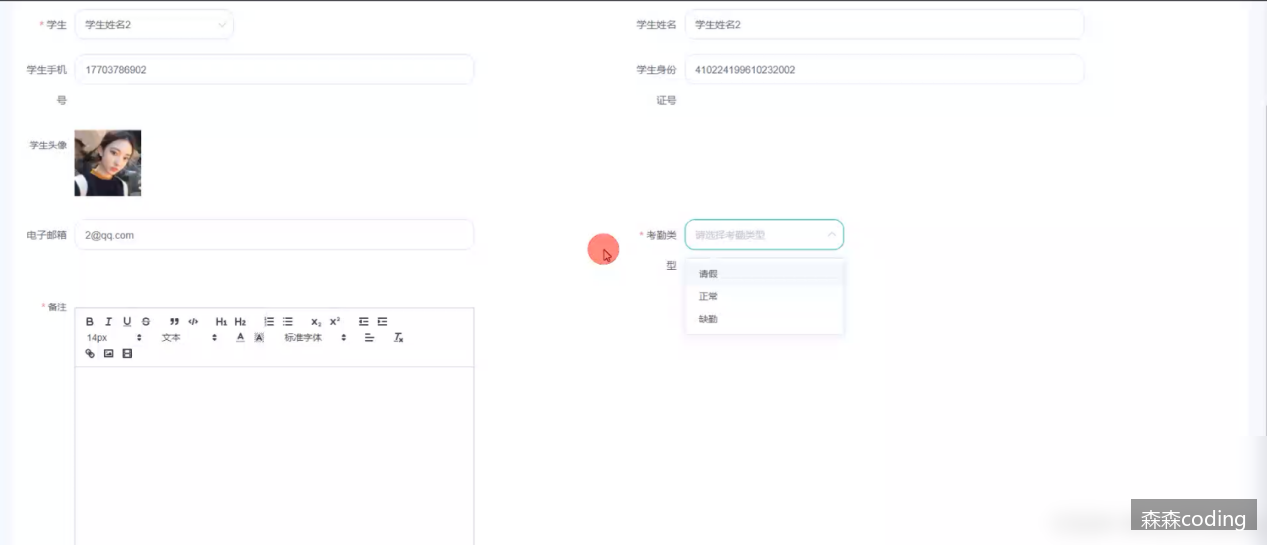 * 学生 学生姓名2
学生姓名 学生姓名2
学生手机号 17703786902
学生身份证号 410224199610232002
学生头像
电子邮箱 2@qq.com
* 考勤类型 请选择考勤类型
请假
正常
缺勤
* 备注
B I U S ” </> H1 H2 x₂ x²
14px 文本 A A 标准字体 Tx
森森coding